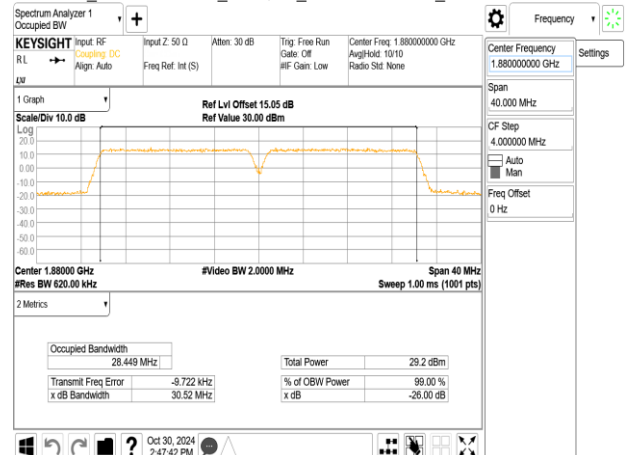 Spectrum Analyzer 1
Occupied BW
Frequency
KEYSIGHT
R L
Input: RF
Coupling: DC
Align: Auto
Input Z: 50 Ω
Freq Ref: Int (S)
Atten: 30 dB
Trig: Free Run
Gate: Off
#IF Gain: Low
Center Freq: 1.880000000 GHz
Avg|Hold: 10/10
Radio Std: None
Center Frequency
1.880000000 GHz
Settings
Span
40.000 MHz
CF Step
4.000000 MHz
Auto
Man
Freq Offset
0 Hz
1 Graph
Scale/Div 10.0 dB
Ref Lvl Offset 15.05 dB
Ref Value 30.00 dBm
Log
20.0
10.0
0.00
-10.0
-20.0
-30.0
-40.0
-50.0
-60.0
Center 1.88000 GHz
#Video BW 2.0000 MHz
Span 40 MHz
#Res BW 620.00 kHz
Sweep 1.00 ms (1001 pts)
2 Metrics
Occupied Bandwidth
28.449 MHz
Total Power 29.2 dBm
Transmit Freq Error -9.722 kHz
% of OBW Power 99.00 %
x dB Bandwidth 30.52 MHz
x dB -26.00 dB
?
Oct 30, 2024
2:47:42 PM